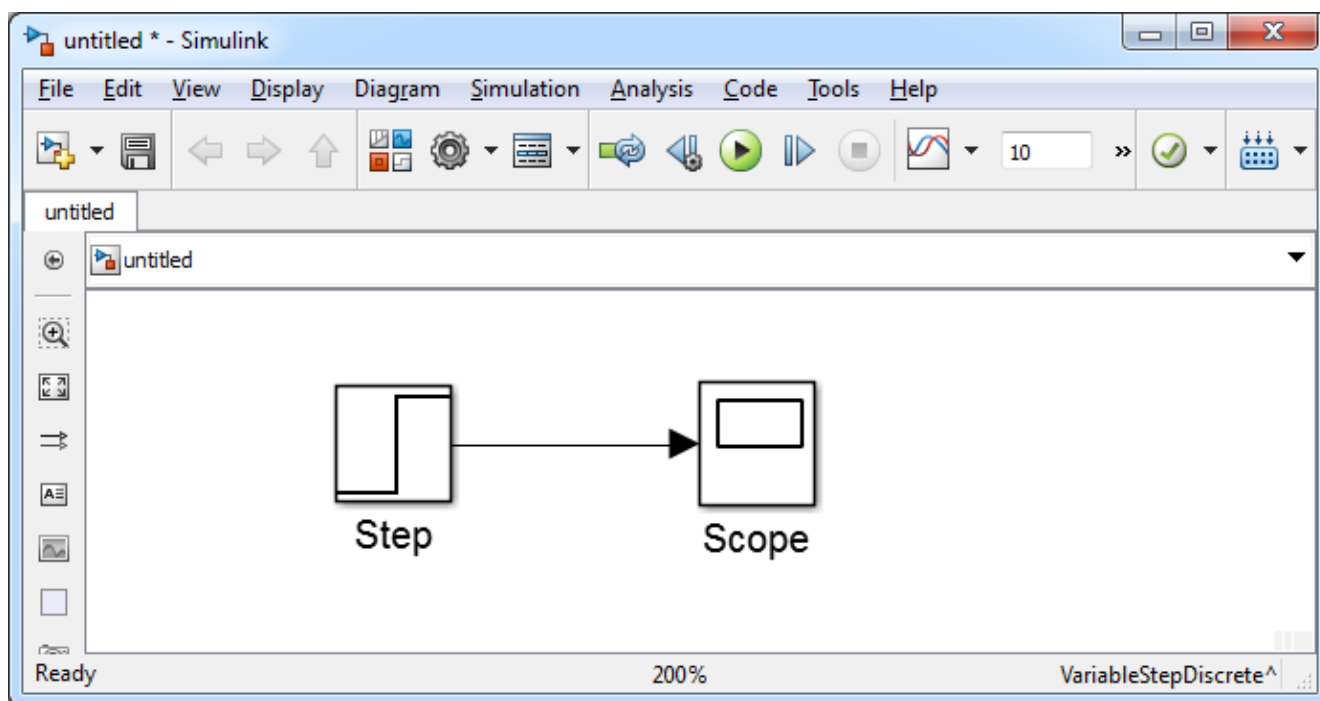 untitled * - Simulink
File Edit View Display Diagram Simulation Analysis Code Tools Help
10 »
untitled
untitled
A
Step
Scope
Ready 200% VariableStepDiscrete^